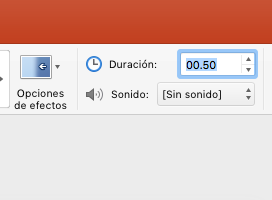 Duración: 00.50
Opciones
de efectos
Sonido: [Sin sonido]